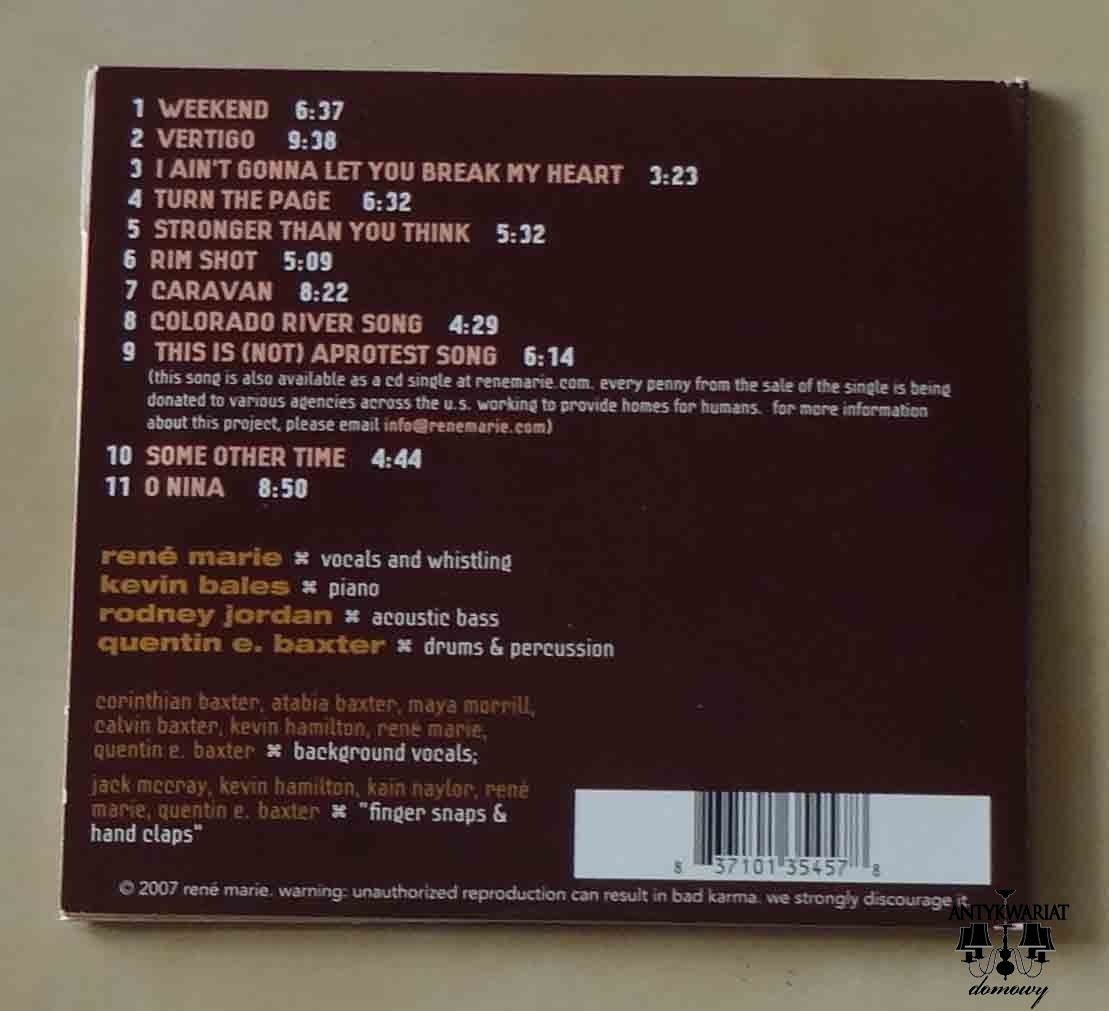 1 WEEKEND 6:37
2 VERTIGO 9:38
3 I AIN'T GONNA LET YOU BREAK MY HEART 3:23
4 TURN THE PAGE 6:32
5 STRONGER THAN YOU THINK 5:32
6 RIM SHOT 5:09
7 CARAVAN 8:22
8 COLORADO RIVER SONG 4:29
9 THIS IS (NOT) APROTEST SONG 6:14
(this song is also available as a cd single at renemarie.com. every penny from the sale of the single is being
donated to various agencies across the u.s. working to provide homes for humans. for more information
about this project, please email info@renemarie.com)
10 SOME OTHER TIME 4:44
11 O NINA 8:50
rené marie ⌘ vocals and whistling
kevin bales ⌘ piano
rodney jordan ⌘ acoustic bass
quentin e. baxter ⌘ drums & percussion
corinthian baxter, atabia baxter, maya morrill,
calvin baxter, kevin hamilton, rené marie,
quentin e. baxter ⌘ background vocals;
jack mccray, kevin hamilton, kain naylor, rené
marie, quentin e. baxter ⌘ "finger snaps &
hand claps"
8 37101 35457 8
© 2007 rené marie. warning: unauthorized reproduction can result in bad karma. we strongly discourage it.
ANTYKWARIAT
domowy